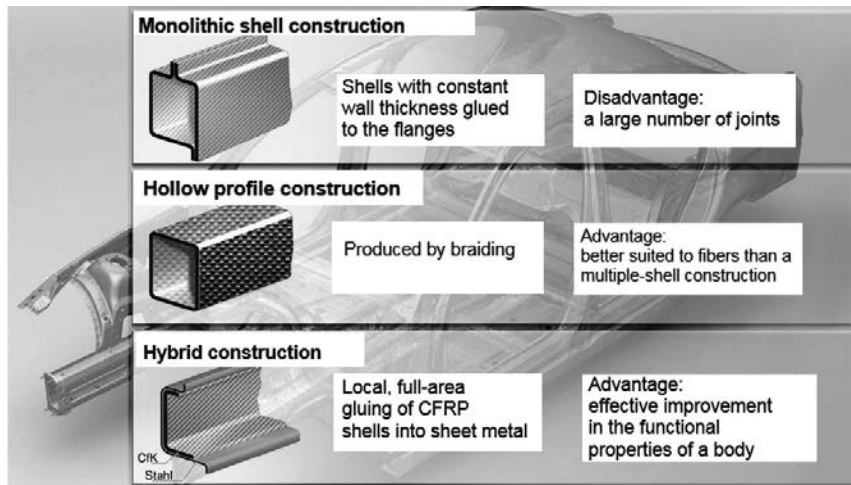 Monolithic shell construction
Shells with constant
wall thickness glued
to the flanges
Disadvantage:
a large number of joints
Hollow profile construction
Produced by braiding
Advantage:
better suited to fibers than a
multiple-shell construction
Hybrid construction
CfK
Stahl
Local, full-area
gluing of CFRP
shells into sheet metal
Advantage:
effective improvement
in the functional
properties of a body